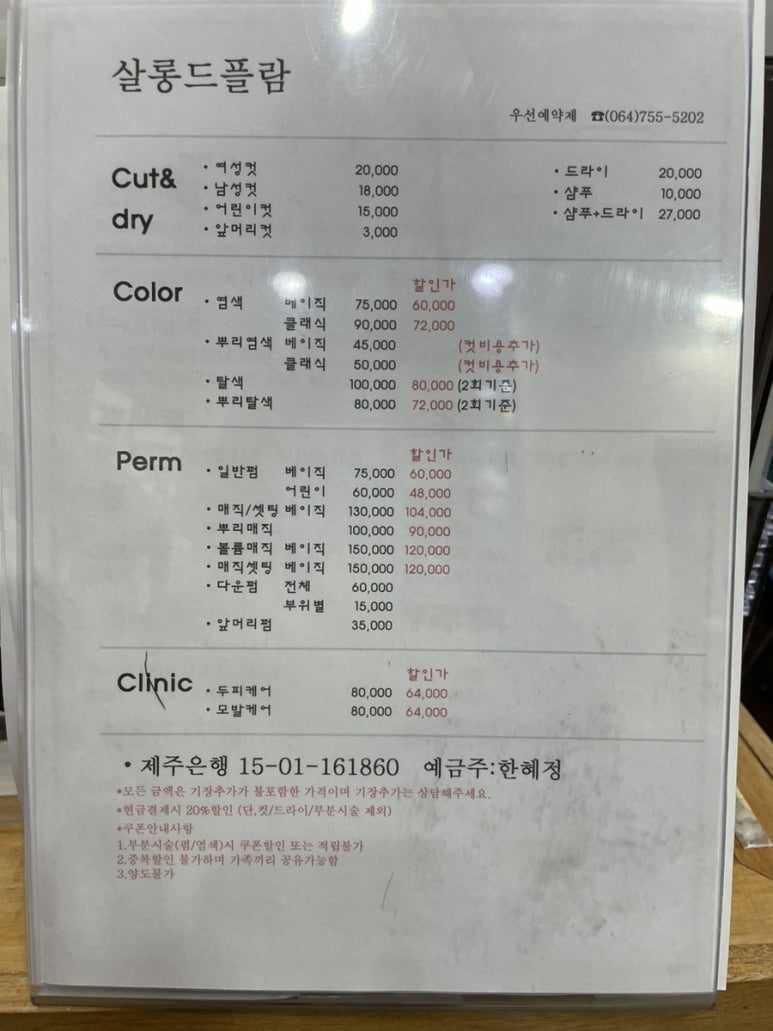 살롱드플람
우선예약제 ☎(064)755-5202
Cut&
dry
• 여성컷 20,000
• 남성컷 18,000
• 어린이컷 15,000
• 앞머리컷 3,000
• 드라이 20,000
• 샴푸 10,000
• 샴푸+드라이 27,000
Color
할인가
• 염색 베이직 75,000 60,000
클래식 90,000 72,000
• 뿌리염색 베이직 45,000 (컷비용추가)
클래식 50,000 (컷비용추가)
• 탈색 100,000 80,000 (2회기준)
• 뿌리탈색 80,000 72,000 (2회기준)
Perm
할인가
• 일반펌 베이직 75,000 60,000
어린이 60,000 48,000
• 매직/셋팅 베이직 130,000 104,000
• 뿌리매직 100,000 90,000
• 볼륨매직 베이직 150,000 120,000
• 매직셋팅 베이직 150,000 120,000
• 다운펌 전체 60,000
부위별 15,000
• 앞머리펌 35,000
Clinic
할인가
• 두피케어 80,000 64,000
• 모발케어 80,000 64,000
• 제주은행 15-01-161860 예금주:한혜정
*모든 금액은 기장추가가 불포함한 가격이며 기장추가는 상담해주세요.
*현금결제시 20%할인 (단,컷/드라이/부분시술 제외)
*쿠폰안내사항
1.부분시술(펌/염색)시 쿠폰할인 또는 적립불가
2.중복할인 불가하며 가족끼리 공유가능함
3.양도불가